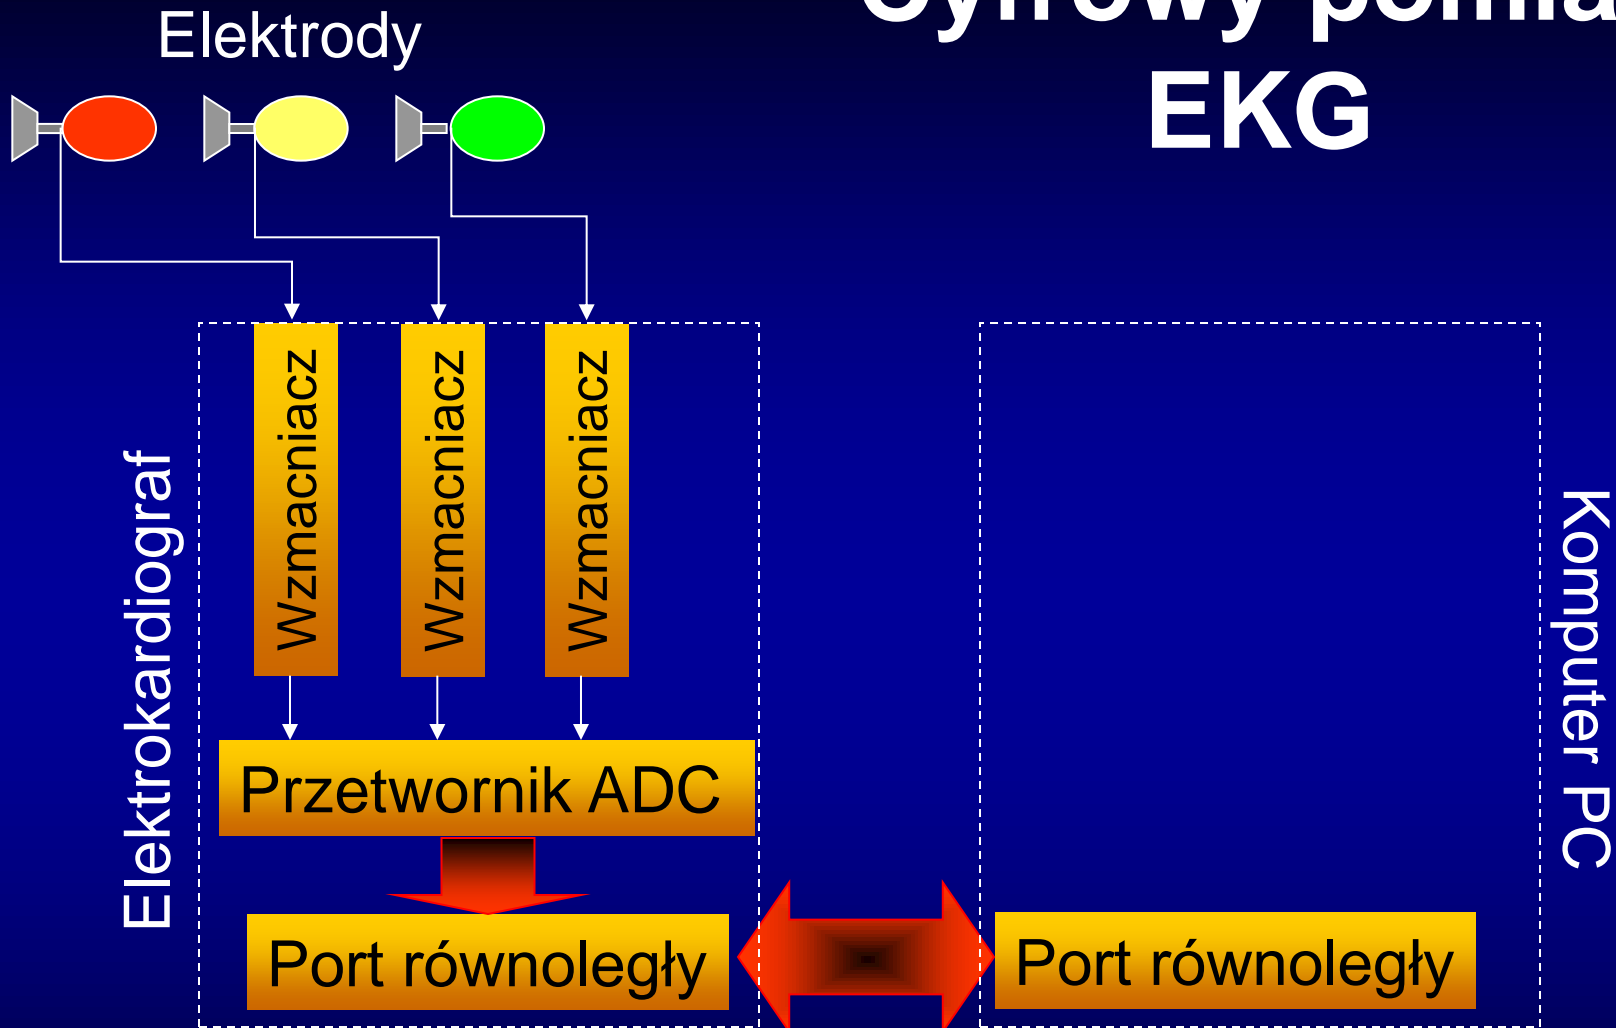 Elektrody
EKG
Wzmacniacz
Wzmacniacz
Wzmacniacz
Elektrokardiograf
Przetwornik ADC
Port równoległy
Port równoległy
Komputer PC